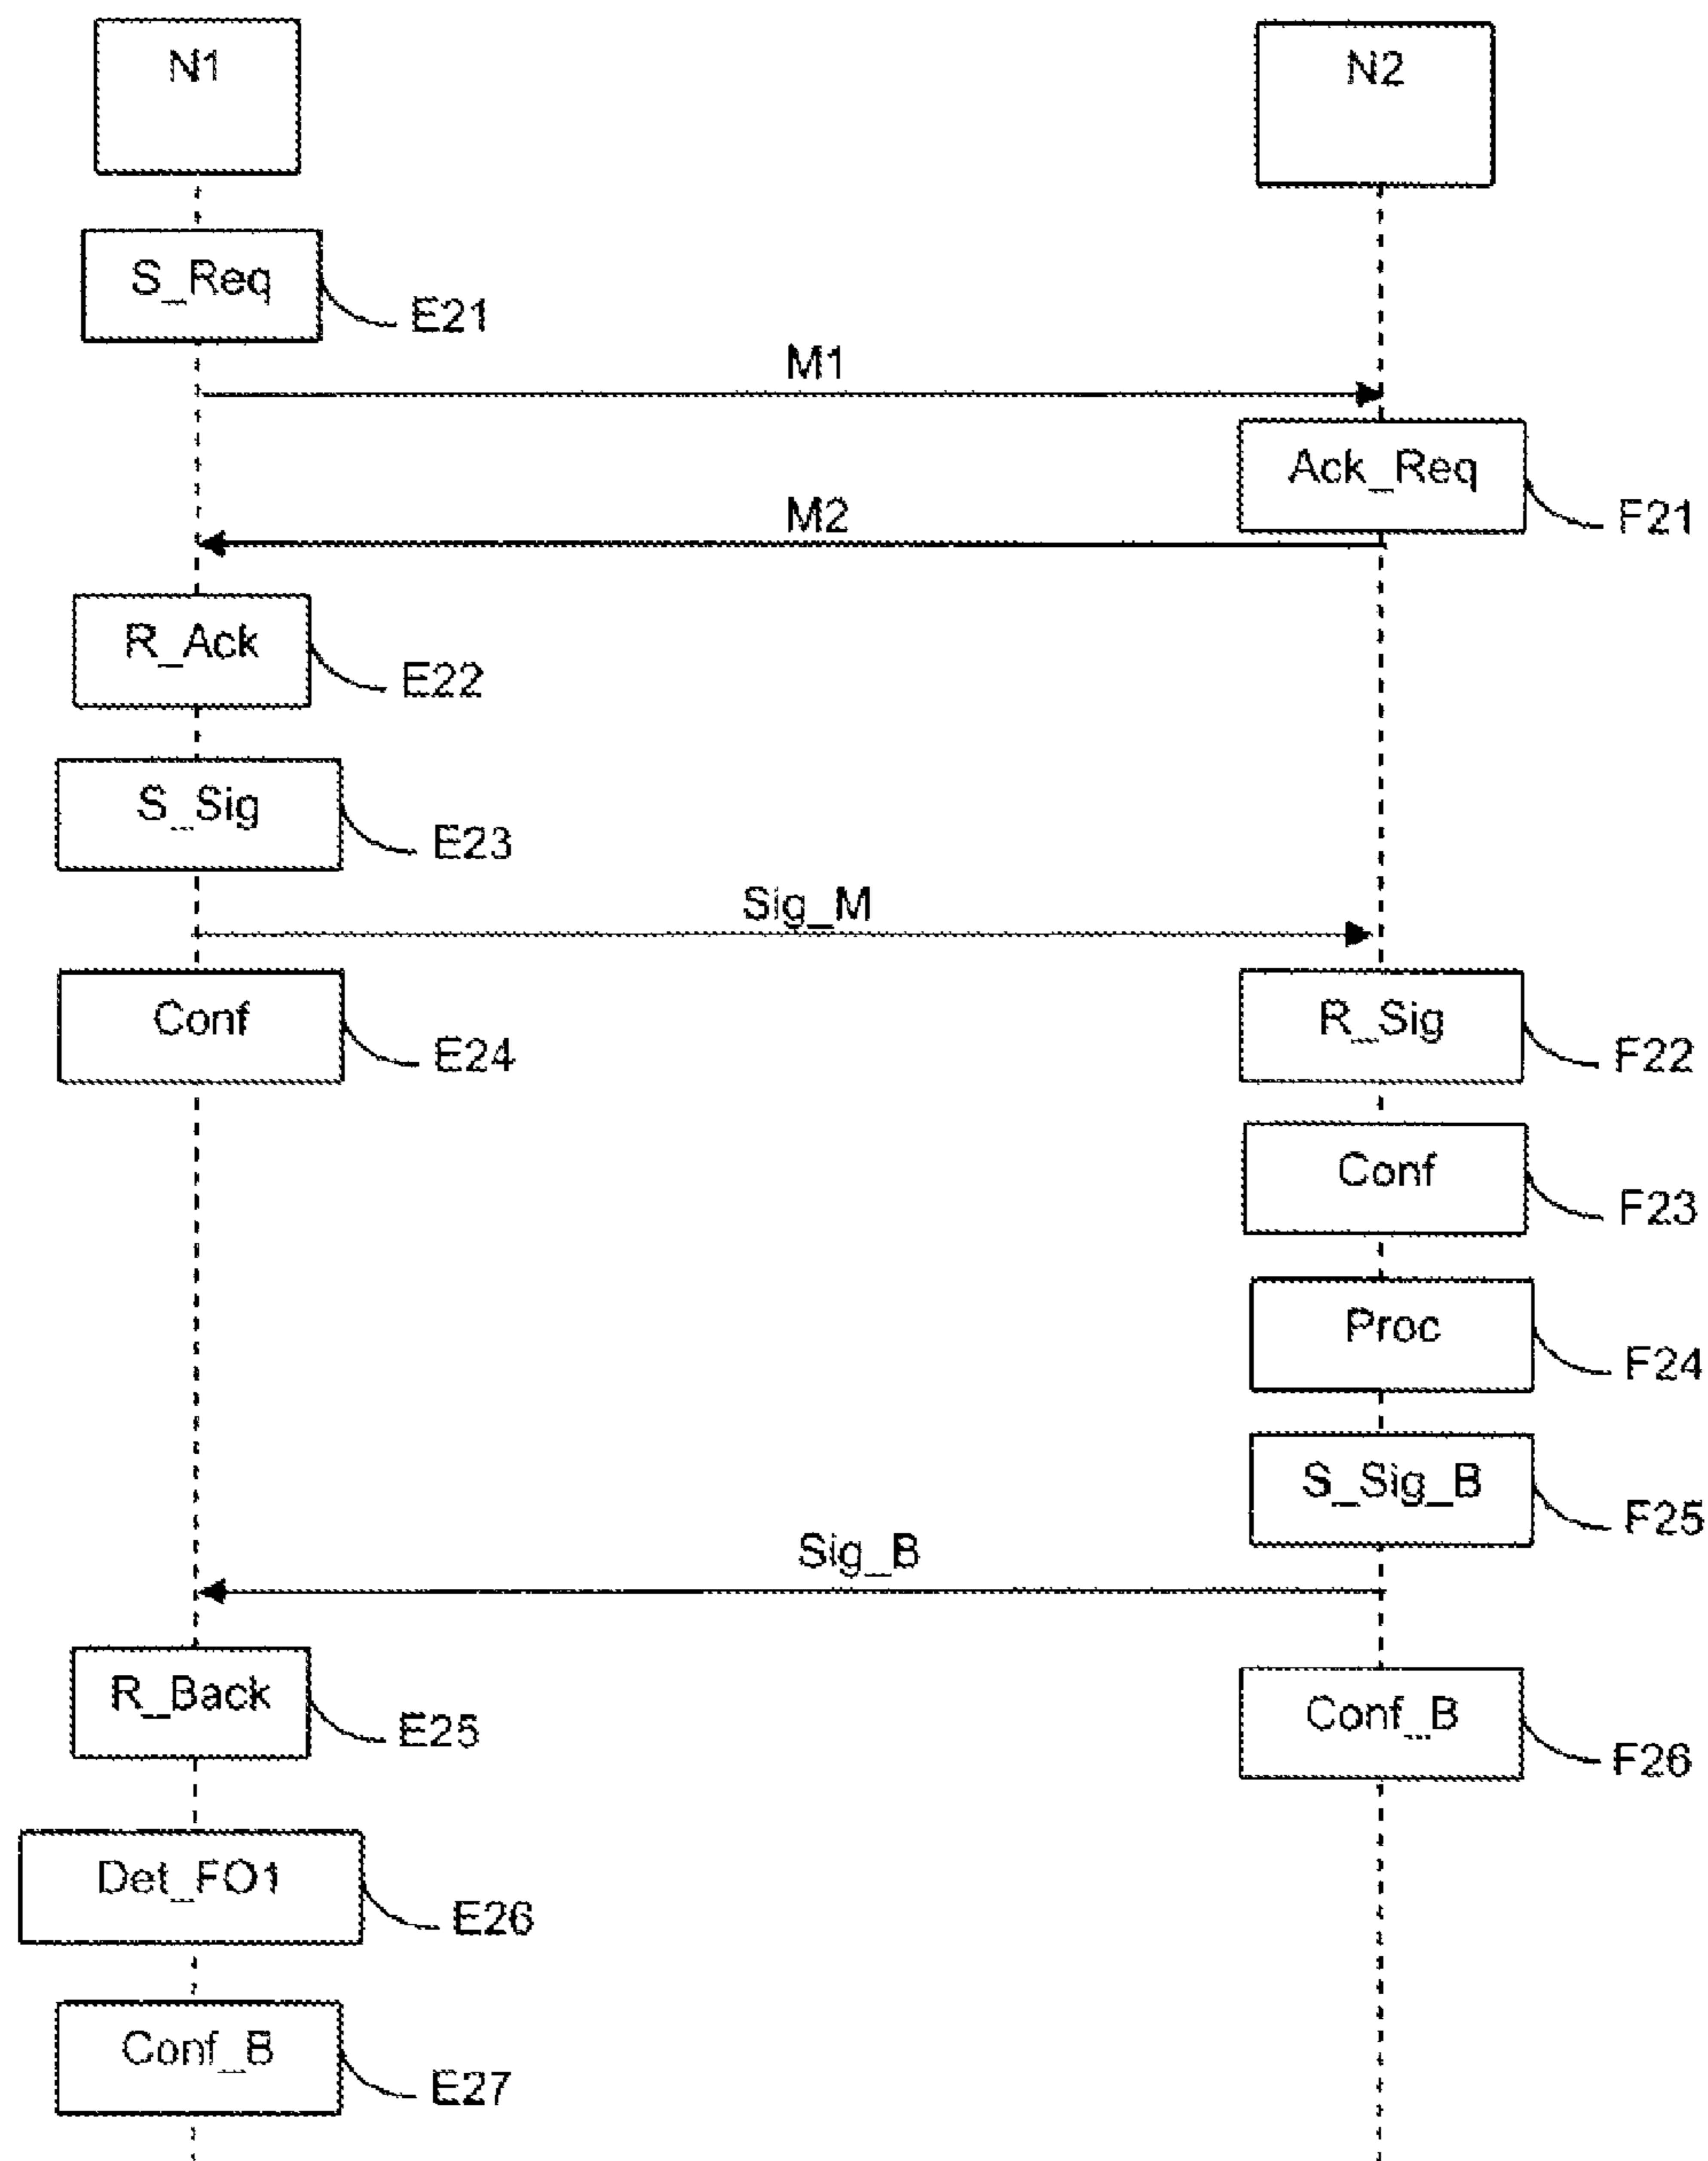 N1
N2
S_Req
E21
M1
Ack_Req
F21
M2
R_Ack
E22
S_Sig
E23
Sig_M
Conf
E24
R_Sig
F22
Conf
F23
Proc
F24
S_Sig_B
F25
Sig_B
R_Back
E25
Conf_B
F26
Det_FO1
E26
Conf_B
E27